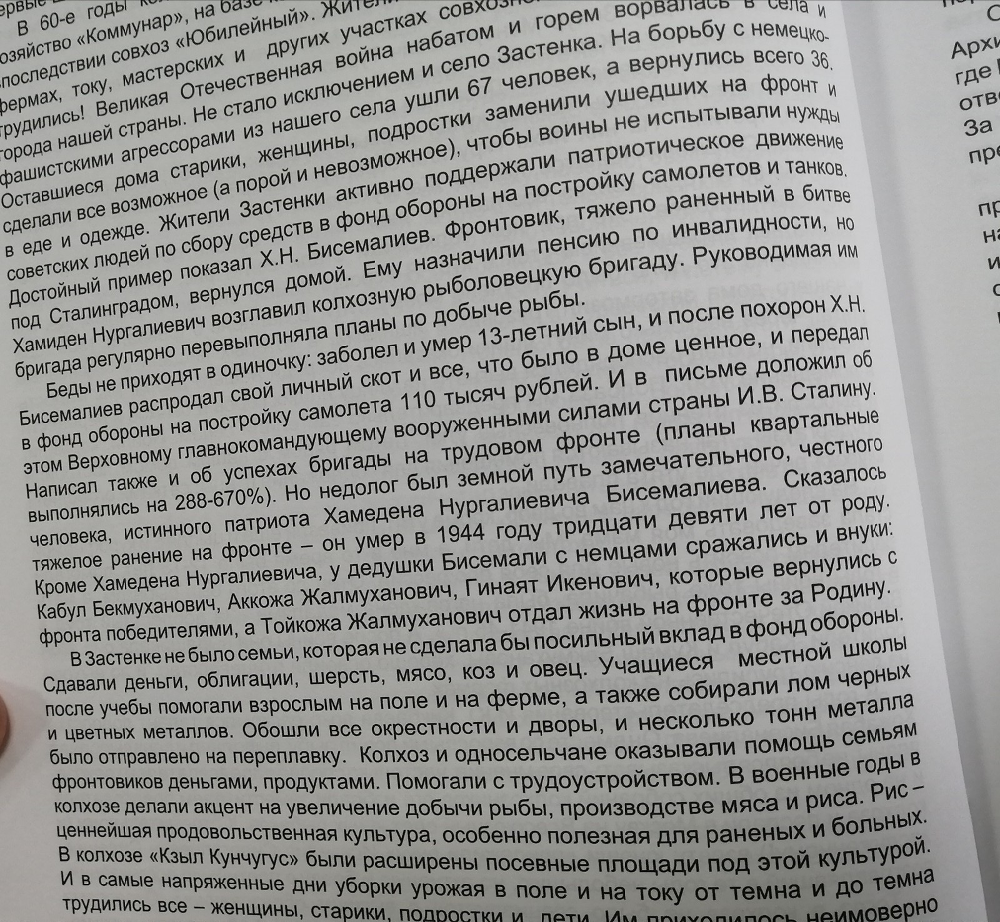 В 60-е годы
хозяйство «Коммунар», на базе
впоследствии совхоз «Юбилейный». Жители
фермах, току, мастерских и других участках
трудились! Великая Отечественная война набатом и горем ворвалась в села и
города нашей страны. Не стало исключением и село Застенка. На борьбу с немецко-
фашистскими агрессорами из нашего села ушли 67 человек, а вернулись всего 36.
Оставшиеся дома старики, женщины, подростки заменили ушедших на фронт и
сделали все возможное (а порой и невозможное), чтобы воины не испытывали нужды
в еде и одежде. Жители Застенки активно поддержали патриотическое движение
советских людей по сбору средств в фонд обороны на постройку самолетов и танков.
Достойный пример показал Х.Н. Бисемалиев. Фронтовик, тяжело раненный в битве
под Сталинградом, вернулся домой. Ему назначили пенсию по инвалидности, но
Хамиден Нургалиевич возглавил колхозную рыболовецкую бригаду. Руководимая им
бригада регулярно перевыполняла планы по добыче рыбы.
Беды не приходят в одиночку: заболел и умер 13-летний сын, и после похорон Х.Н.
Бисемалиев распродал свой личный скот и все, что было в доме ценное, и передал
в фонд обороны на постройку самолета 110 тысяч рублей. И в письме доложил об
этом Верховному главнокомандующему вооруженными силами страны И.В. Сталину.
Написал также и об успехах бригады на трудовом фронте (планы квартальные
выполнялись на 288-670%). Но недолог был земной путь замечательного, честного
человека, истинного патриота Хамедена Нургалиевича Бисемалиева. Сказалось
тяжелое ранение на фронте – он умер в 1944 году тридцати девяти лет от роду.
Кроме Хамедена Нургалиевича, у дедушки Бисемали с немцами сражались и внуки:
Кабул Бекмуханович, Аккожа Жалмуханович, Гинаят Икенович, которые вернулись с
фронта победителями, а Тойкожа Жалмуханович отдал жизнь на фронте за Родину.
В Застенке не было семьи, которая не сделала бы посильный вклад в фонд обороны.
Сдавали деньги, облигации, шерсть, мясо, коз и овец. Учащиеся местной школы
после учебы помогали взрослым на поле и на ферме, а также собирали лом черных
и цветных металлов. Обошли все окрестности и дворы, и несколько тонн металла
было отправлено на переплавку. Колхоз и односельчане оказывали помощь семьям
фронтовиков деньгами, продуктами. Помогали с трудоустройством. В военные годы в
колхозе делали акцент на увеличение добычи рыбы, производстве мяса и риса. Рис –
ценнейшая продовольственная культура, особенно полезная для раненых и больных.
В колхозе «Кзыл Кунчугус» были расширены посевные площади под этой культурой.
И в самые напряженные дни уборки урожая в поле и на току от темна и до темна
трудились все – женщины, старики, подростки и дети. Им приходилось неимоверно
где
За